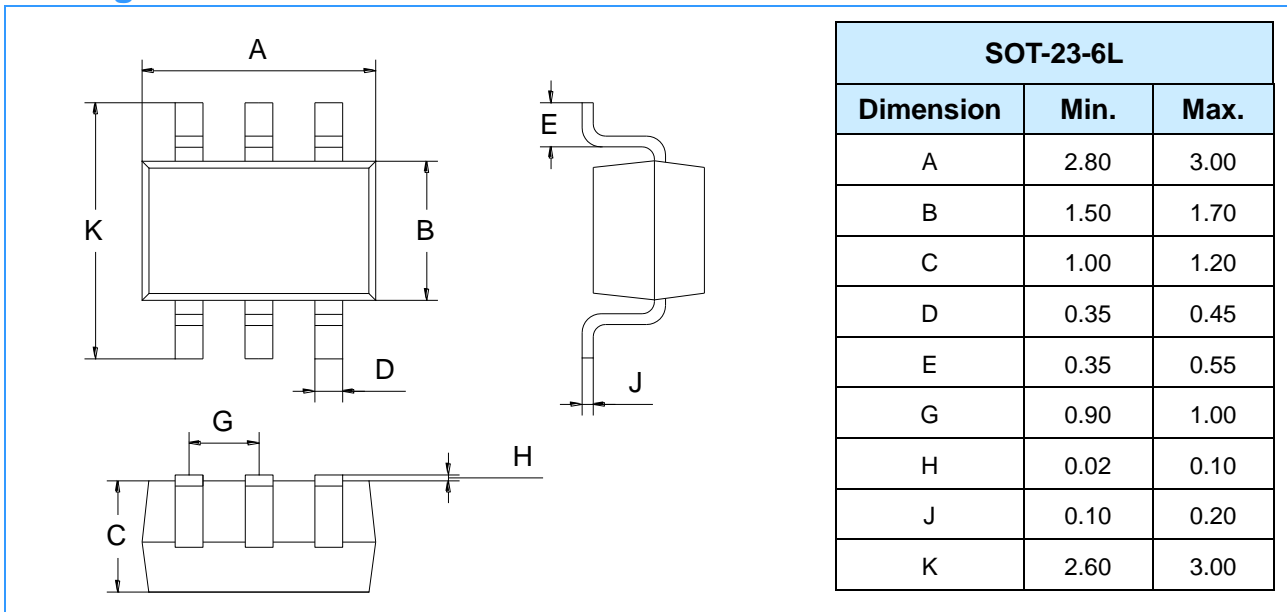 A
K
B
D
E
J
G
H
C
SOT-23-6L
Dimension Min. Max.
A 2.80 3.00
B 1.50 1.70
C 1.00 1.20
D 0.35 0.45
E 0.35 0.55
G 0.90 1.00
H 0.02 0.10
J 0.10 0.20
K 2.60 3.00